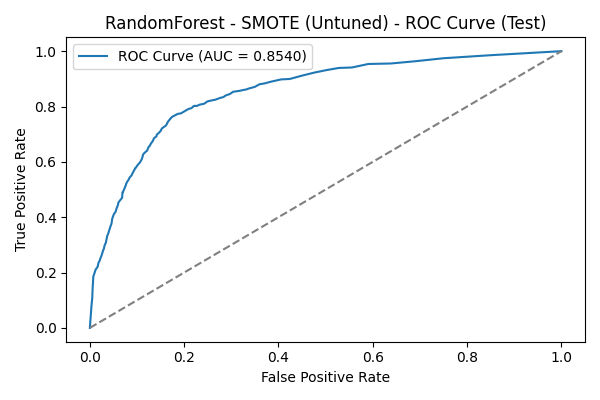 RandomForest - SMOTE (Untuned) - ROC Curve (Test)
ROC Curve (AUC = 0.8540)
True Positive Rate
1.0
0.8
0.6
0.4
0.2
0.0
0.0 0.2 0.4 0.6 0.8 1.0
False Positive Rate